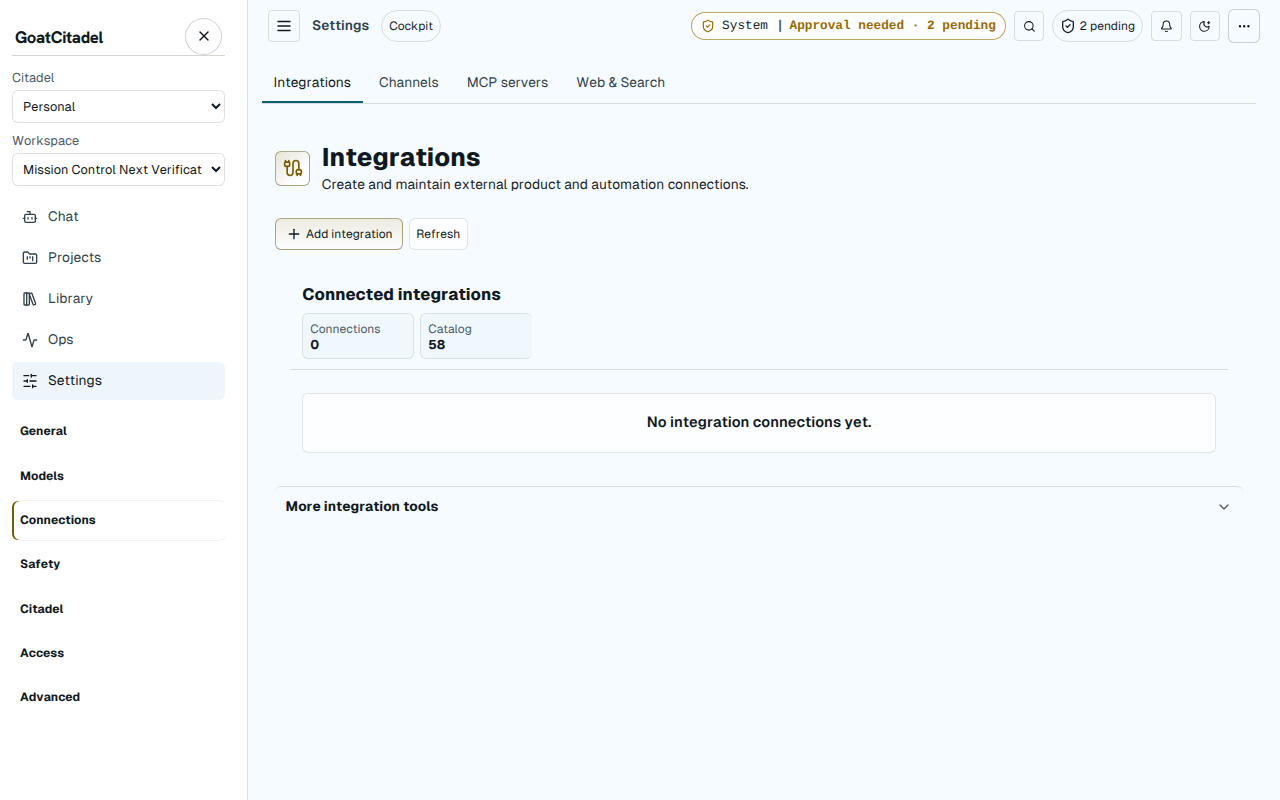 GoatCitadel
Citadel
Personal
Workspace
Mission Control Next Verificat
Chat
Projects
Library
Ops
Settings
General
Models
Connections
Safety
Citadel
Access
Advanced
Settings
Cockpit
System | Approval needed · 2 pending
2 pending
Integrations
Channels
MCP servers
Web & Search
Integrations
Create and maintain external product and automation connections.
Add integration
Refresh
Connected integrations
Connections
0
Catalog
58
No integration connections yet.
More integration tools